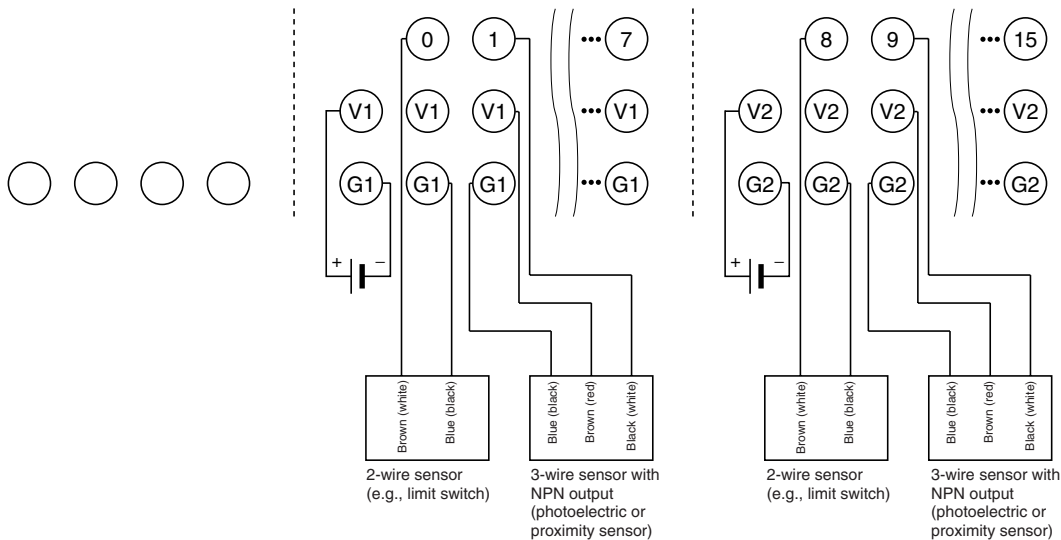 0 1 ••• 7 8 9 ••• 15
V1 V1 V1 ••• V1 V2 V2 V2 ••• V2
G1 G1 G1 ••• G1 G2 G2 G2 ••• G2
+ − + −
Brown (white)
Blue (black)
Blue (black)
Brown (red)
Black (white)
Brown (white)
Blue (black)
Blue (black)
Brown (red)
Black (white)
2-wire sensor
(e.g., limit switch)
3-wire sensor with
NPN output
(photoelectric or
proximity sensor)
2-wire sensor
(e.g., limit switch)
3-wire sensor with
NPN output
(photoelectric or
proximity sensor)